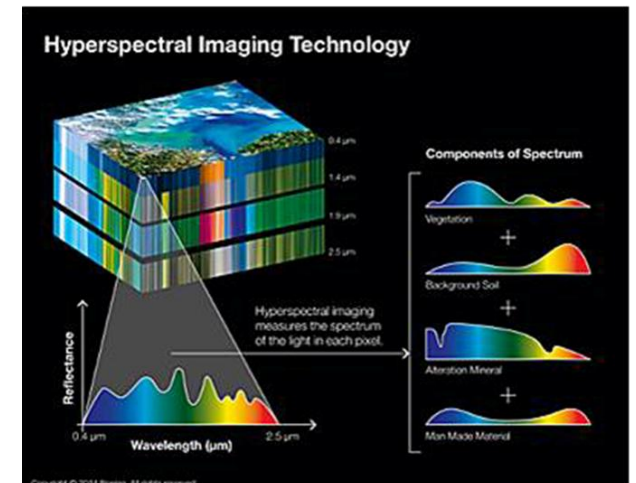 Hyperspectral Imaging Technology
0.4 µm
1.4 µm
1.9 µm
2.5 µm
Components of Spectrum
Vegetation
+
Background Soil
+
Alteration Mineral
+
Man Made Material
Hyperspectral imaging
measures the spectrum
of the light in each pixel.
Reflectance
0.4 µm
Wavelength (µm)
2.5 µm